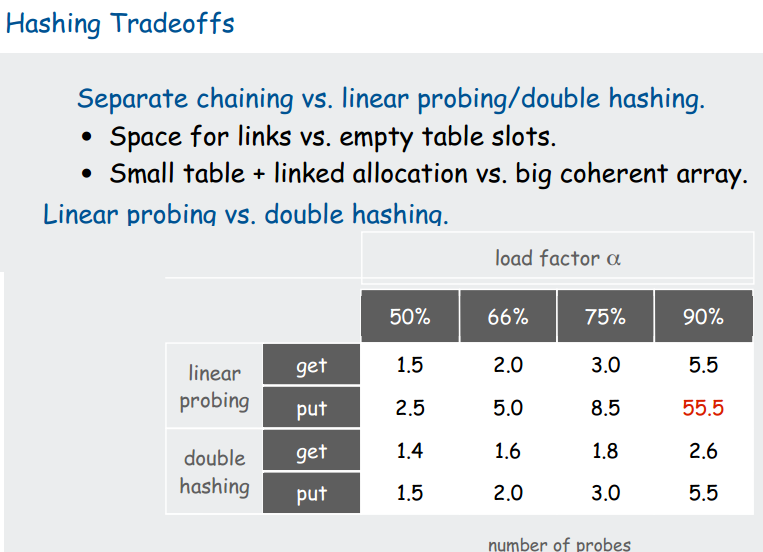 Hashing Tradeoffs
Separate chaining vs. linear probing/double hashing.
• Space for links vs. empty table slots.
• Small table + linked allocation vs. big coherent array.
Linear probing vs. double hashing.
load factor α
50% 66% 75% 90%
linear probing get 1.5 2.0 3.0 5.5
put 2.5 5.0 8.5 55.5
double hashing get 1.4 1.6 1.8 2.6
put 1.5 2.0 3.0 5.5
number of probes